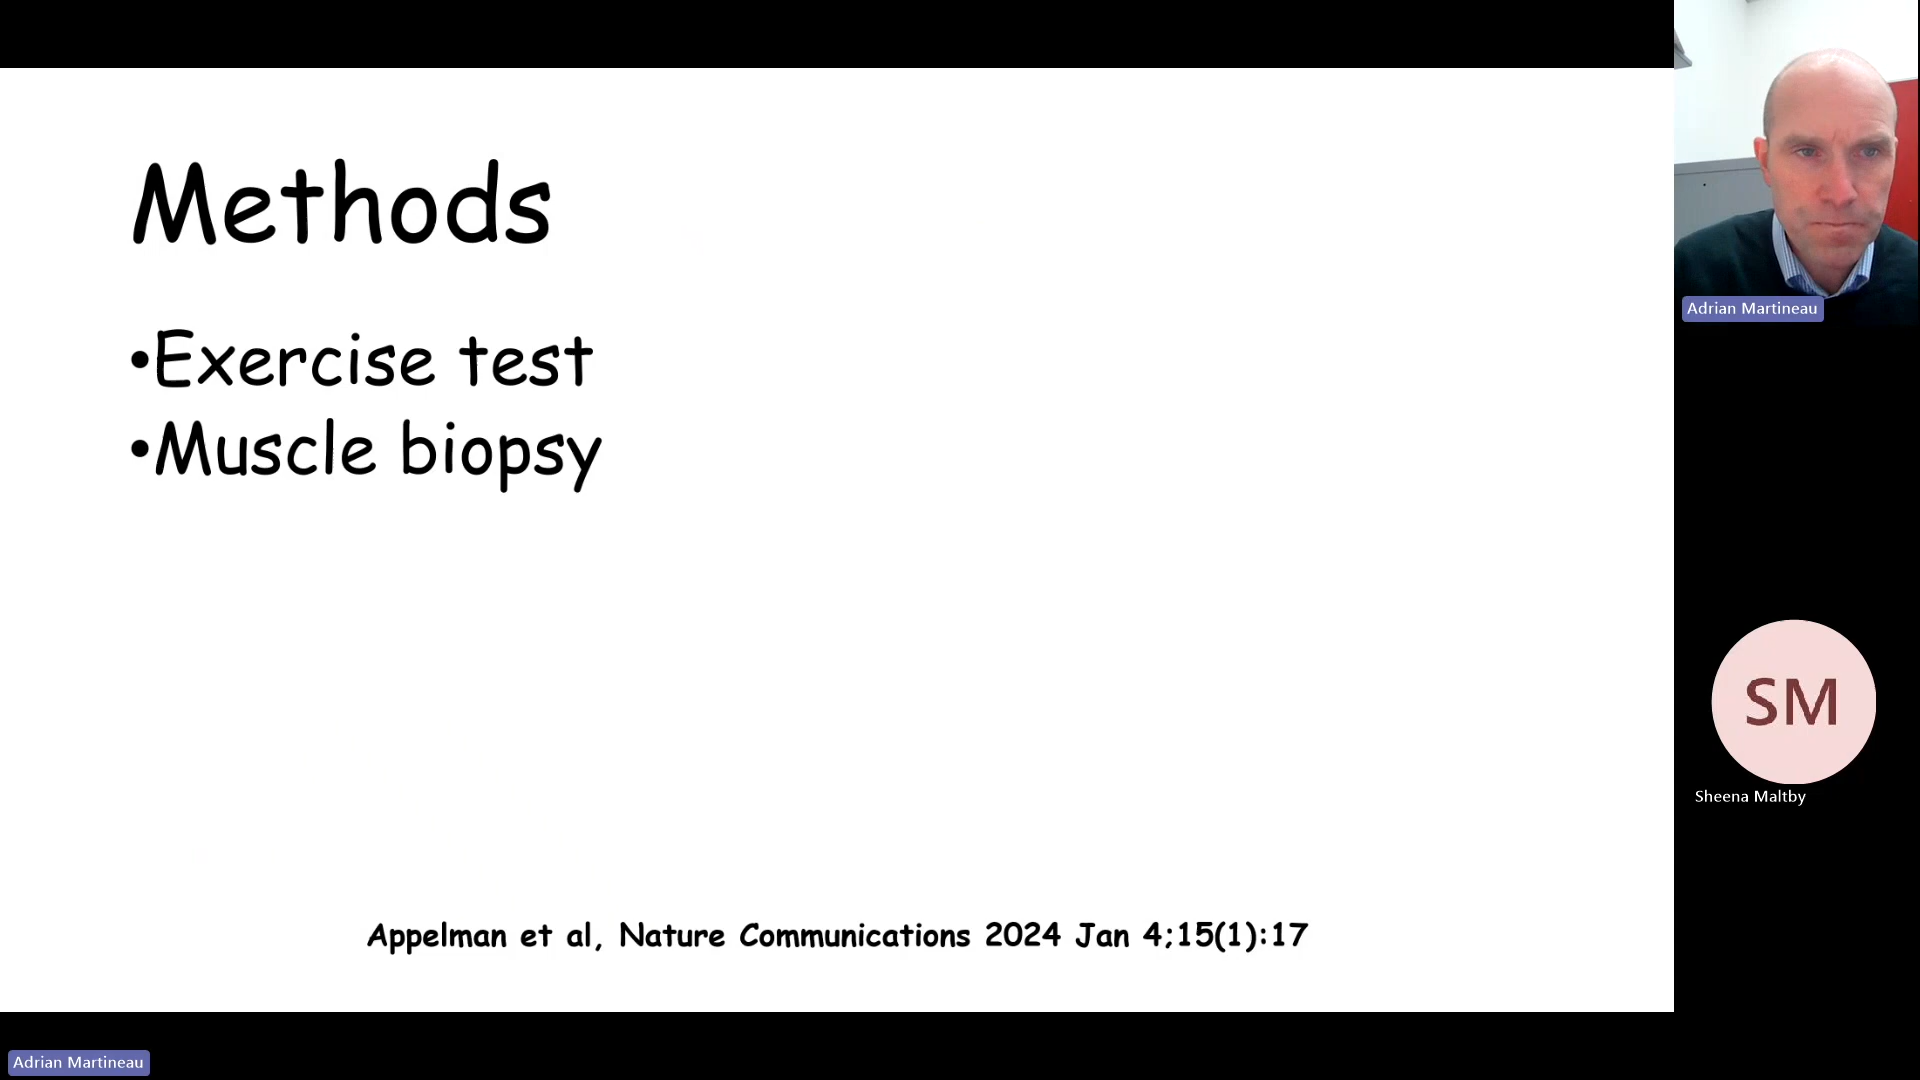 Methods
•Exercise test
•Muscle biopsy
Appelman et al, Nature Communications 2024 Jan 4;15(1):17
Adrian Martineau
SM
Sheena Maltby
Adrian Martineau